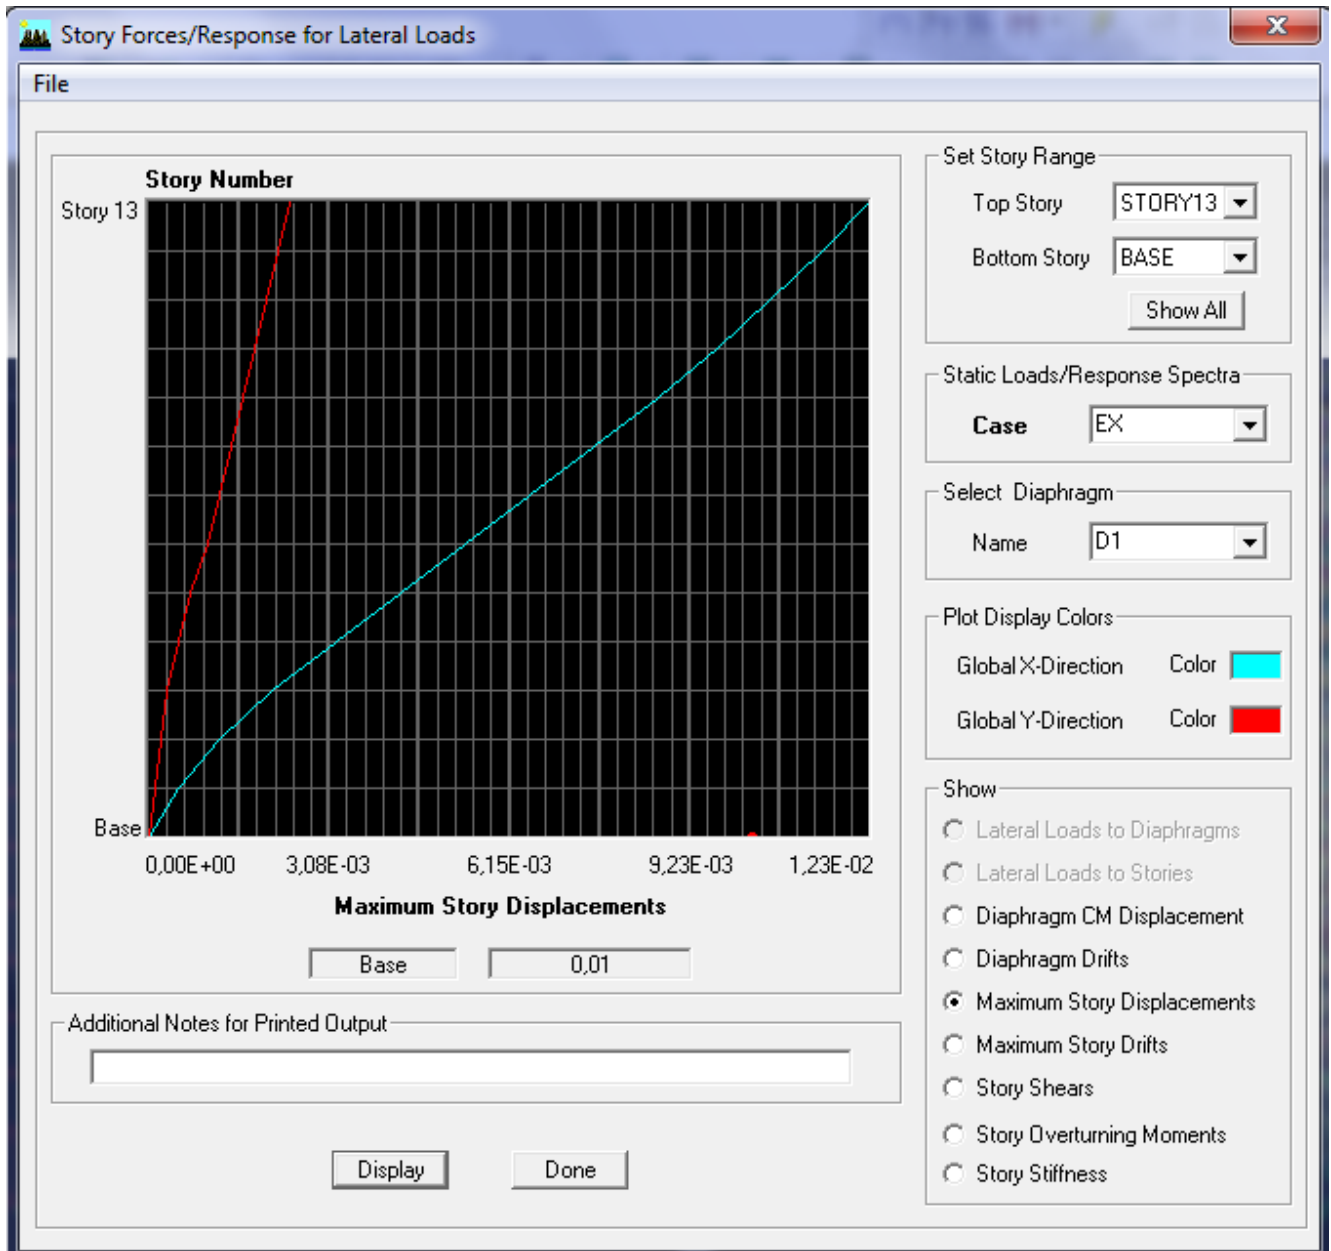 Story Forces/Response for Lateral Loads
X
File
Story Number
Story 13
Base
0,00E+00 3,08E-03 6,15E-03 9,23E-03 1,23E-02
Maximum Story Displacements
Base 0,01
Additional Notes for Printed Output
Display Done
Set Story Range
Top Story STORY13
Bottom Story BASE
Show All
Static Loads/Response Spectra
Case EX
Select Diaphragm
Name D1
Plot Display Colors
Global X-Direction Color
Global Y-Direction Color
Show
Lateral Loads to Diaphragms
Lateral Loads to Stories
Diaphragm CM Displacement
Diaphragm Drifts
Maximum Story Displacements
Maximum Story Drifts
Story Shears
Story Overturning Moments
Story Stiffness